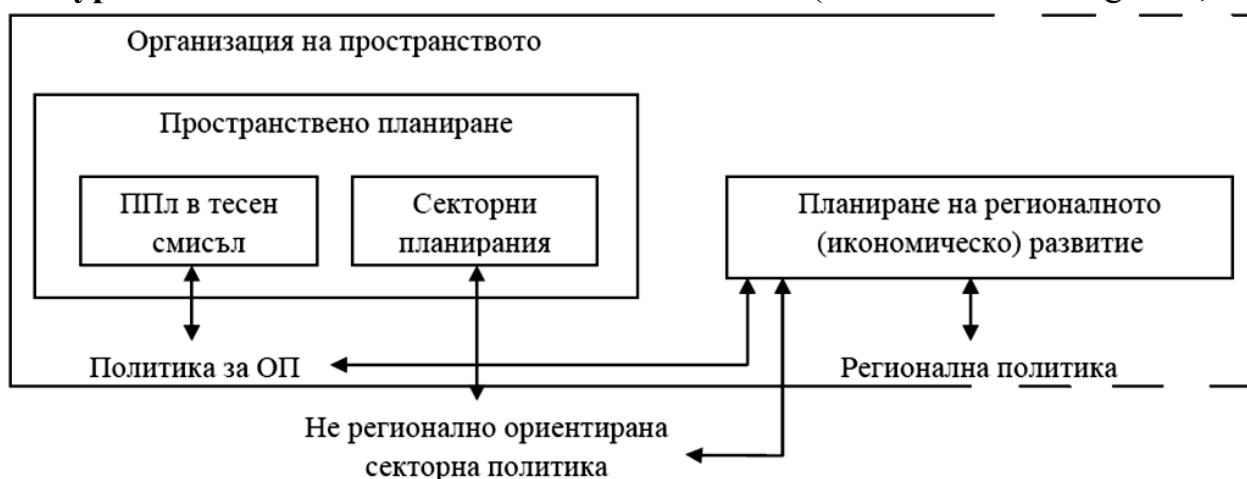 Организация на пространството
Пространствено планиране
ППл в тесен
смисъл
Секторни
планирания
Планиране на регионалното
(икономическо) развитие
Политика за ОП
Регионална политика
Не регионално ориентирана
секторна политика